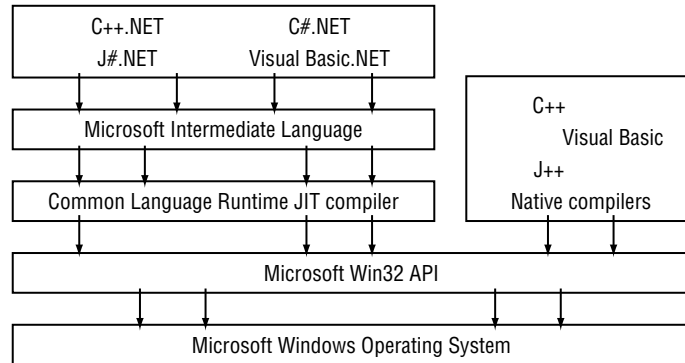 C++.NET C#.NET
J#.NET Visual Basic.NET
Microsoft Intermediate Language
Common Language Runtime JIT compiler
C++
Visual Basic
J++
Native compilers
Microsoft Win32 API
Microsoft Windows Operating System